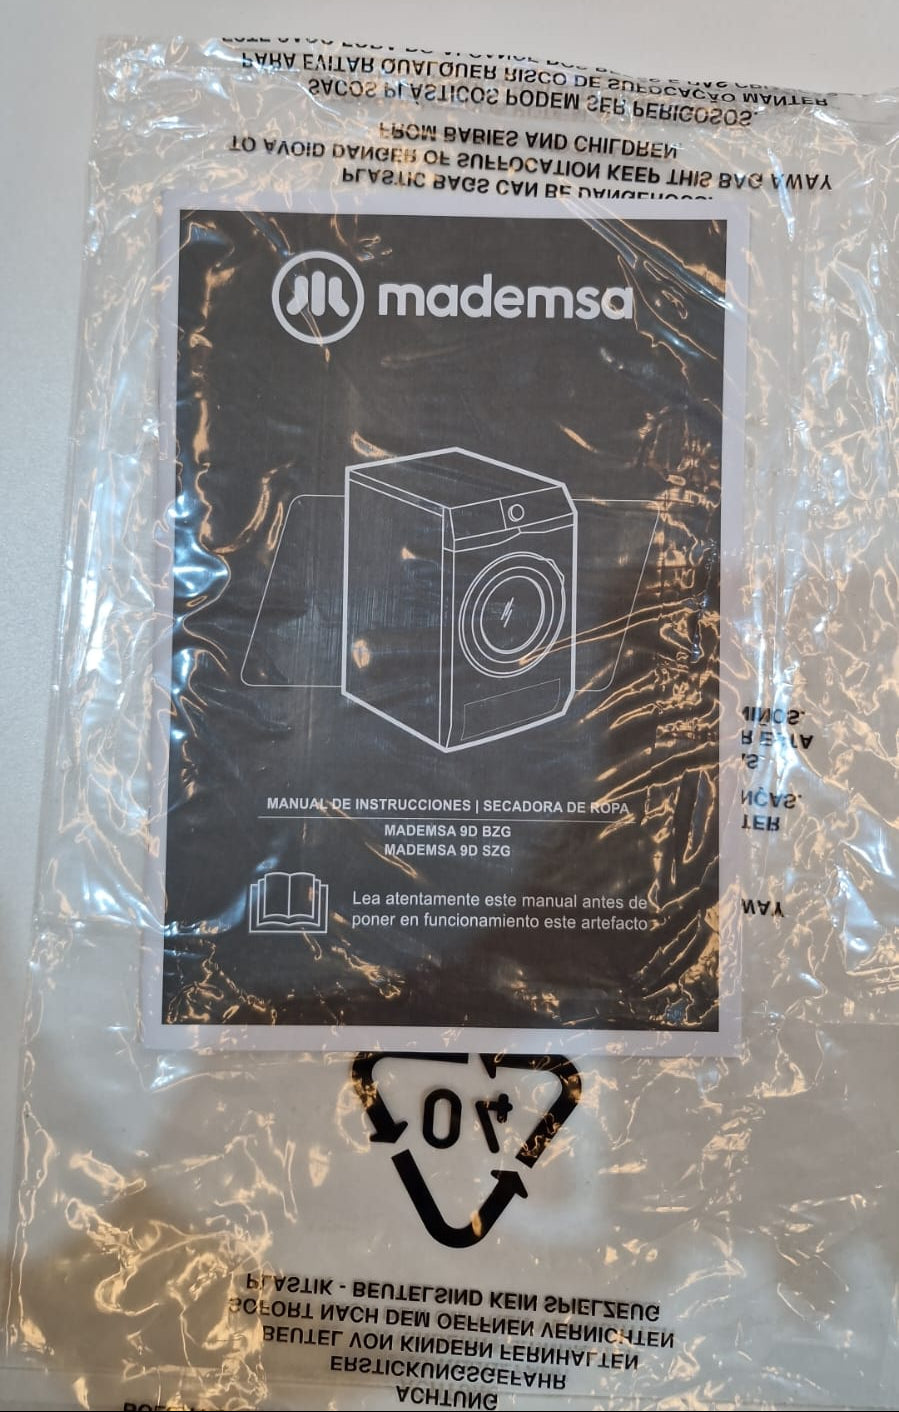 PARA EVITAR QUALQUER RISCO DE SUFOCAÇÃO MANTER
SACOS PLÁSTICOS PODEM SER PERIGOSOS.
FROM BABIES AND CHILDREN
TO AVOID DANGER OF SUFFOCATION KEEP THIS BAG AWAY
PLASTIC BAGS CAN BE DANGEROUS.
mademsa
MANUAL DE INSTRUCCIONES | SECADORA DE ROPA
MADEMSA 9D BZG
MADEMSA 9D SZG
Lea atentamente este manual antes de
poner en funcionamiento este artefacto
TER
WAY
04
PLASTIK - BEUTELSIND KEIN SPIELZEUG
SOFORT NACH DEM OEFFNEN VERNICHTEN
BEUTEL VON KINDERN FERNHALTEN
ERSTICKUNGSGEFAHR
ACHTUNG